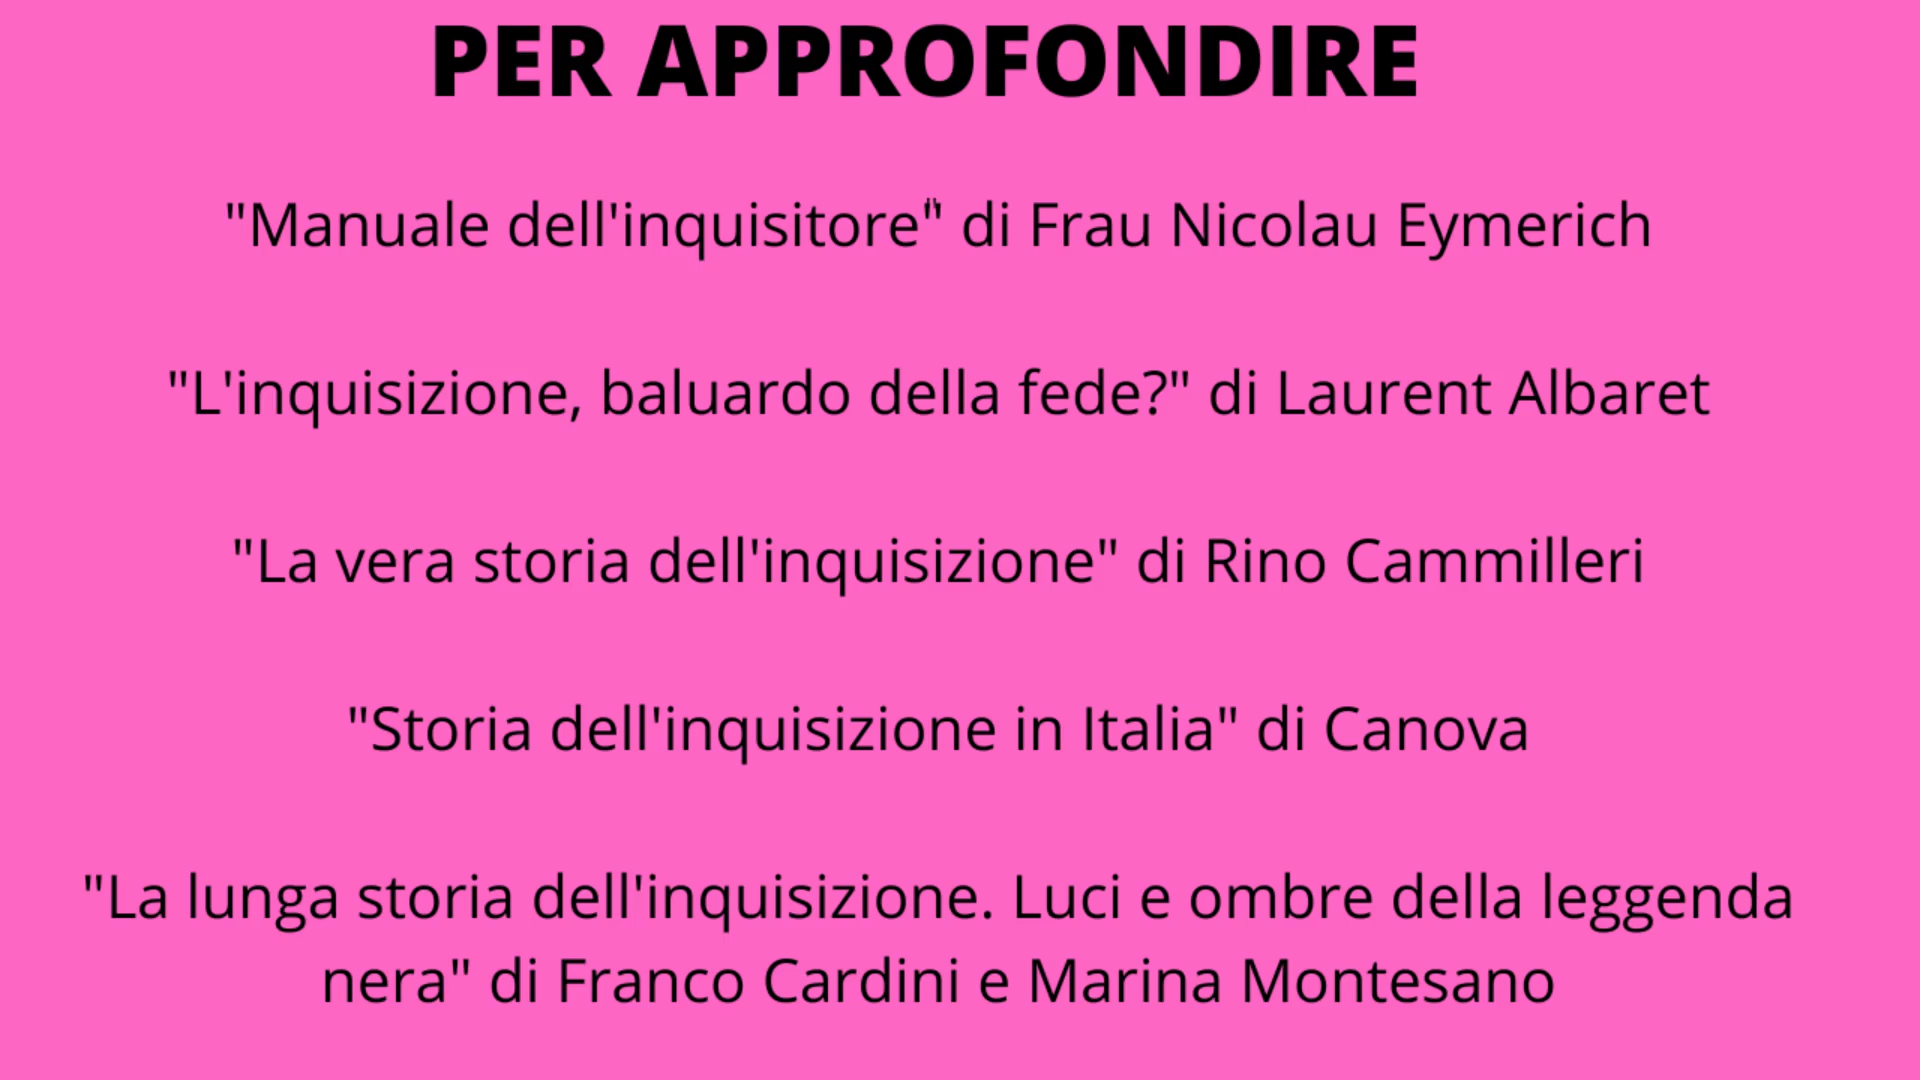 PER APPROFONDIRE
"Manuale dell'inquisitore" di Frau Nicolau Eymerich
"L'inquisizione, baluardo della fede?" di Laurent Albaret
"La vera storia dell'inquisizione" di Rino Cammilleri
"Storia dell'inquisizione in Italia" di Canova
"La lunga storia dell'inquisizione. Luci e ombre della leggenda
nera" di Franco Cardini e Marina Montesano